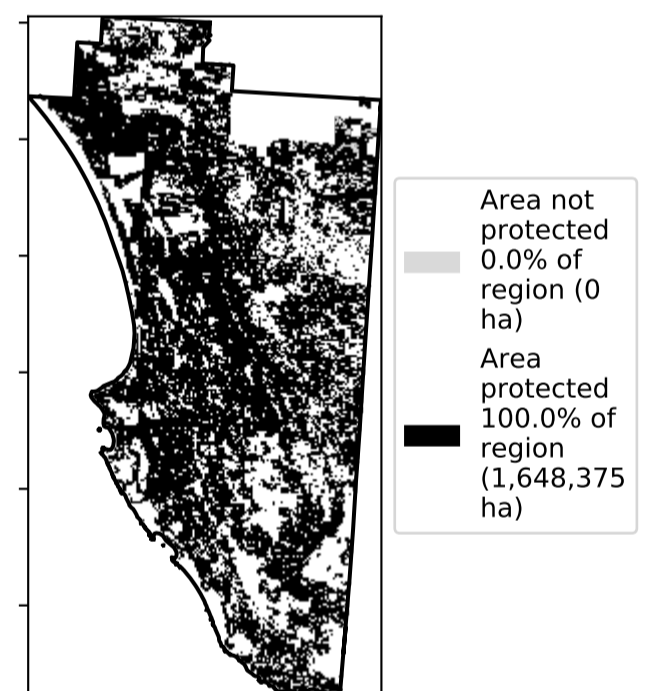 Area not
protected
0.0% of
region (0
ha)
Area
protected
100.0% of
region
(1,648,375
ha)